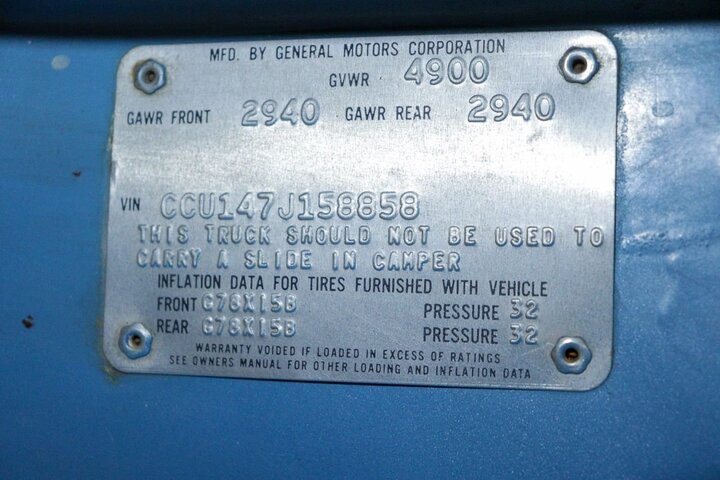 MFD. BY GENERAL MOTORS CORPORATION
GVWR 4900
GAWR FRONT 2940 GAWR REAR 2940
VIN CCU147J158858
THIS TRUCK SHOULD NOT BE USED TO
CARRY A SLIDE IN CAMPER
INFLATION DATA FOR TIRES FURNISHED WITH VEHICLE
FRONT G78X15B PRESSURE 32
REAR G78X15B PRESSURE 32
WARRANTY VOIDED IF LOADED IN EXCESS OF RATINGS
SEE OWNERS MANUAL FOR OTHER LOADING AND INFLATION DATA